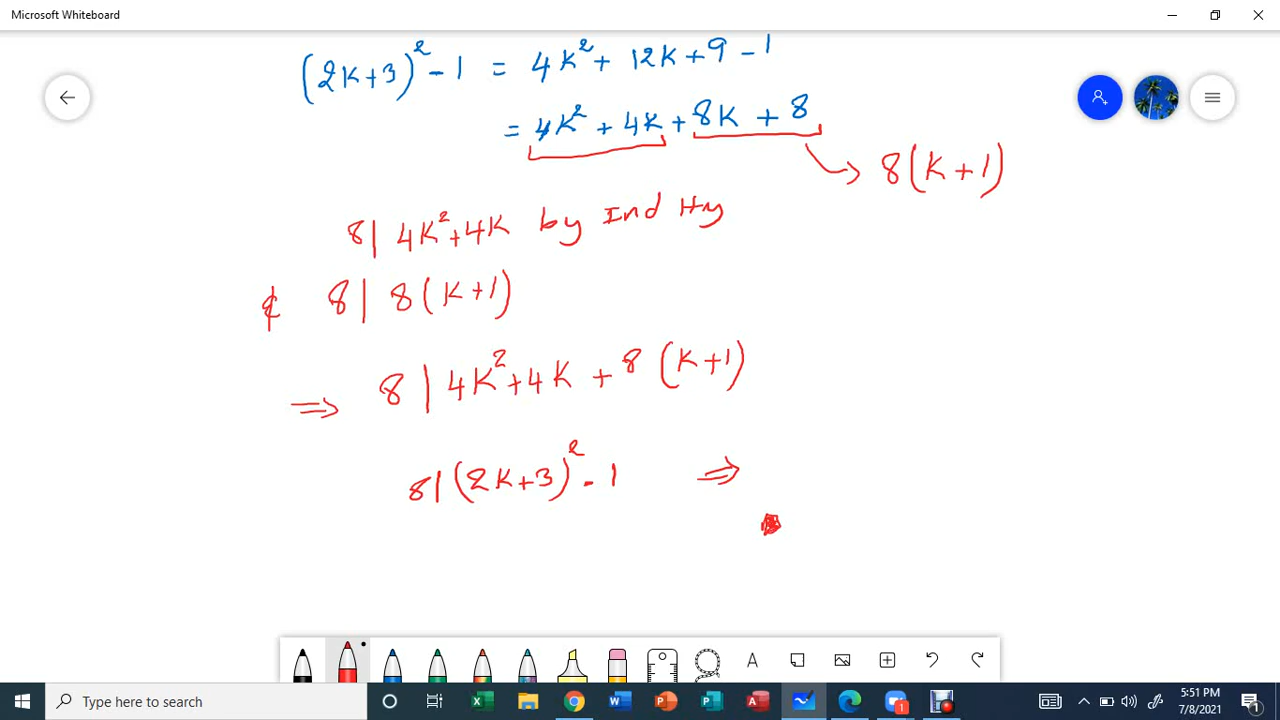 Microsoft Whiteboard
(2K+3)² - 1 = 4K² + 12K + 9 - 1
= 4K² + 4K + 8K + 8
8(K+1)
8| 4K²+4K by Ind Hy
& 8| 8(K+1)
⇒ 8 | 4K²+4K + 8 (K+1)
8| (2K+3)² - 1 ⇒
A
Type here to search
1
5:51 PM
7/8/2021
1